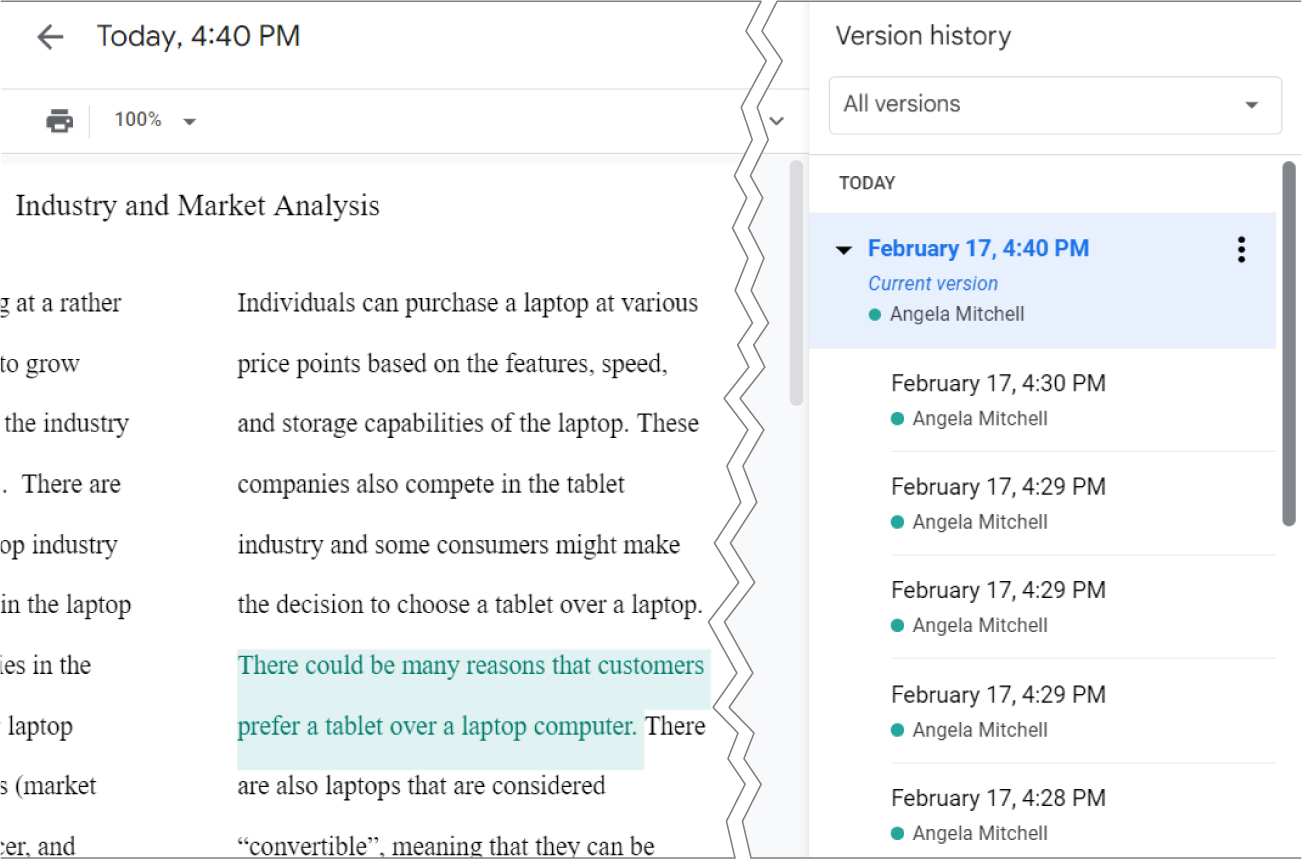 Today, 4:40 PM
100%
Industry and Market Analysis
g at a rather
to grow
the industry
. There are
op industry
in the laptop
ies in the
laptop
s (market
cer, and
Individuals can purchase a laptop at various
price points based on the features, speed,
and storage capabilities of the laptop. These
companies also compete in the tablet
industry and some consumers might make
the decision to choose a tablet over a laptop.
There could be many reasons that customers
prefer a tablet over a laptop computer. There
are also laptops that are considered
“convertible”, meaning that they can be
Version history
All versions
TODAY
February 17, 4:40 PM
Current version
Angela Mitchell
February 17, 4:30 PM
Angela Mitchell
February 17, 4:29 PM
Angela Mitchell
February 17, 4:29 PM
Angela Mitchell
February 17, 4:29 PM
Angela Mitchell
February 17, 4:28 PM
Angela Mitchell